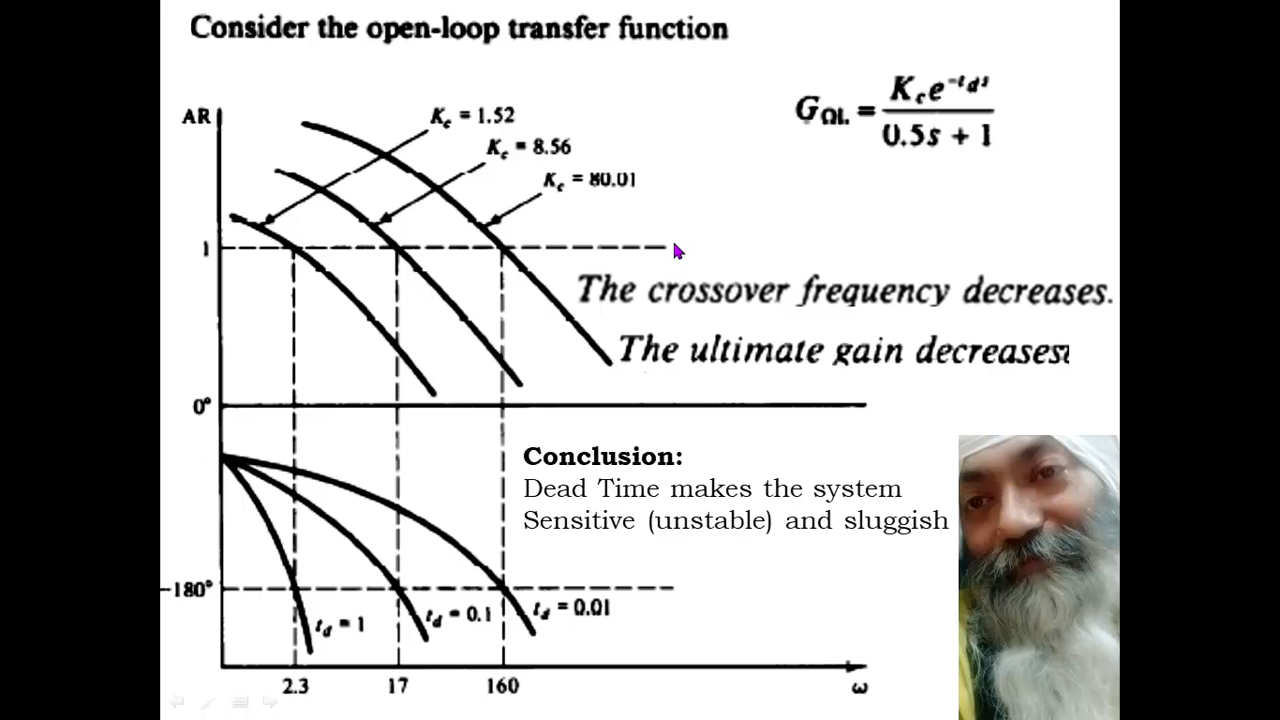 Consider the open-loop transfer function
G_OL = K_c e^{-t_d s} / 0.5s + 1
AR
K_c = 1.52
K_c = 8.56
K_c = 80.01
1
The crossover frequency decreases.
The ultimate gain decreases
0°
Conclusion:
Dead Time makes the system
Sensitive (unstable) and sluggish
-180°
t_d = 1
t_d = 0.1
t_d = 0.01
2.3 17 160 ω